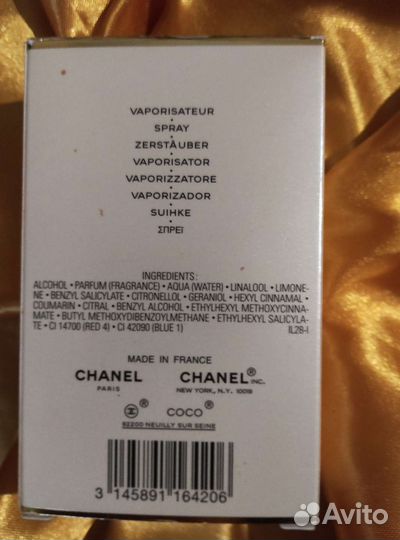 VAPORISATEUR
•
SPRAY
•
ZERSTÄUBER
•
VAPORISATOR
•
VAPORIZZATORE
•
VAPORIZADOR
•
SUIHKE
•
ΣΠΡΕΪ
INGREDIENTS:
ALCOHOL • PARFUM (FRAGRANCE) • AQUA (WATER) • LINALOOL • LIMONE-
NE • BENZYL SALICYLATE • CITRONELLOL • GERANIOL • HEXYL CINNAMAL •
COUMARIN • CITRAL • BENZYL ALCOHOL • ETHYLHEXYL METHOXYCINNA-
MATE • BUTYL METHOXYDIBENZOYLMETHANE • ETHYLHEXYL SALICYLA-
TE • CI 14700 (RED 4) • CI 42090 (BLUE 1) IL28-I
MADE IN FRANCE
CHANEL CHANEL® INC.
PARIS NEW YORK, N.Y. 10019
® COCO®
92200 NEUILLY SUR SEINE
3 145891 164206
Avito